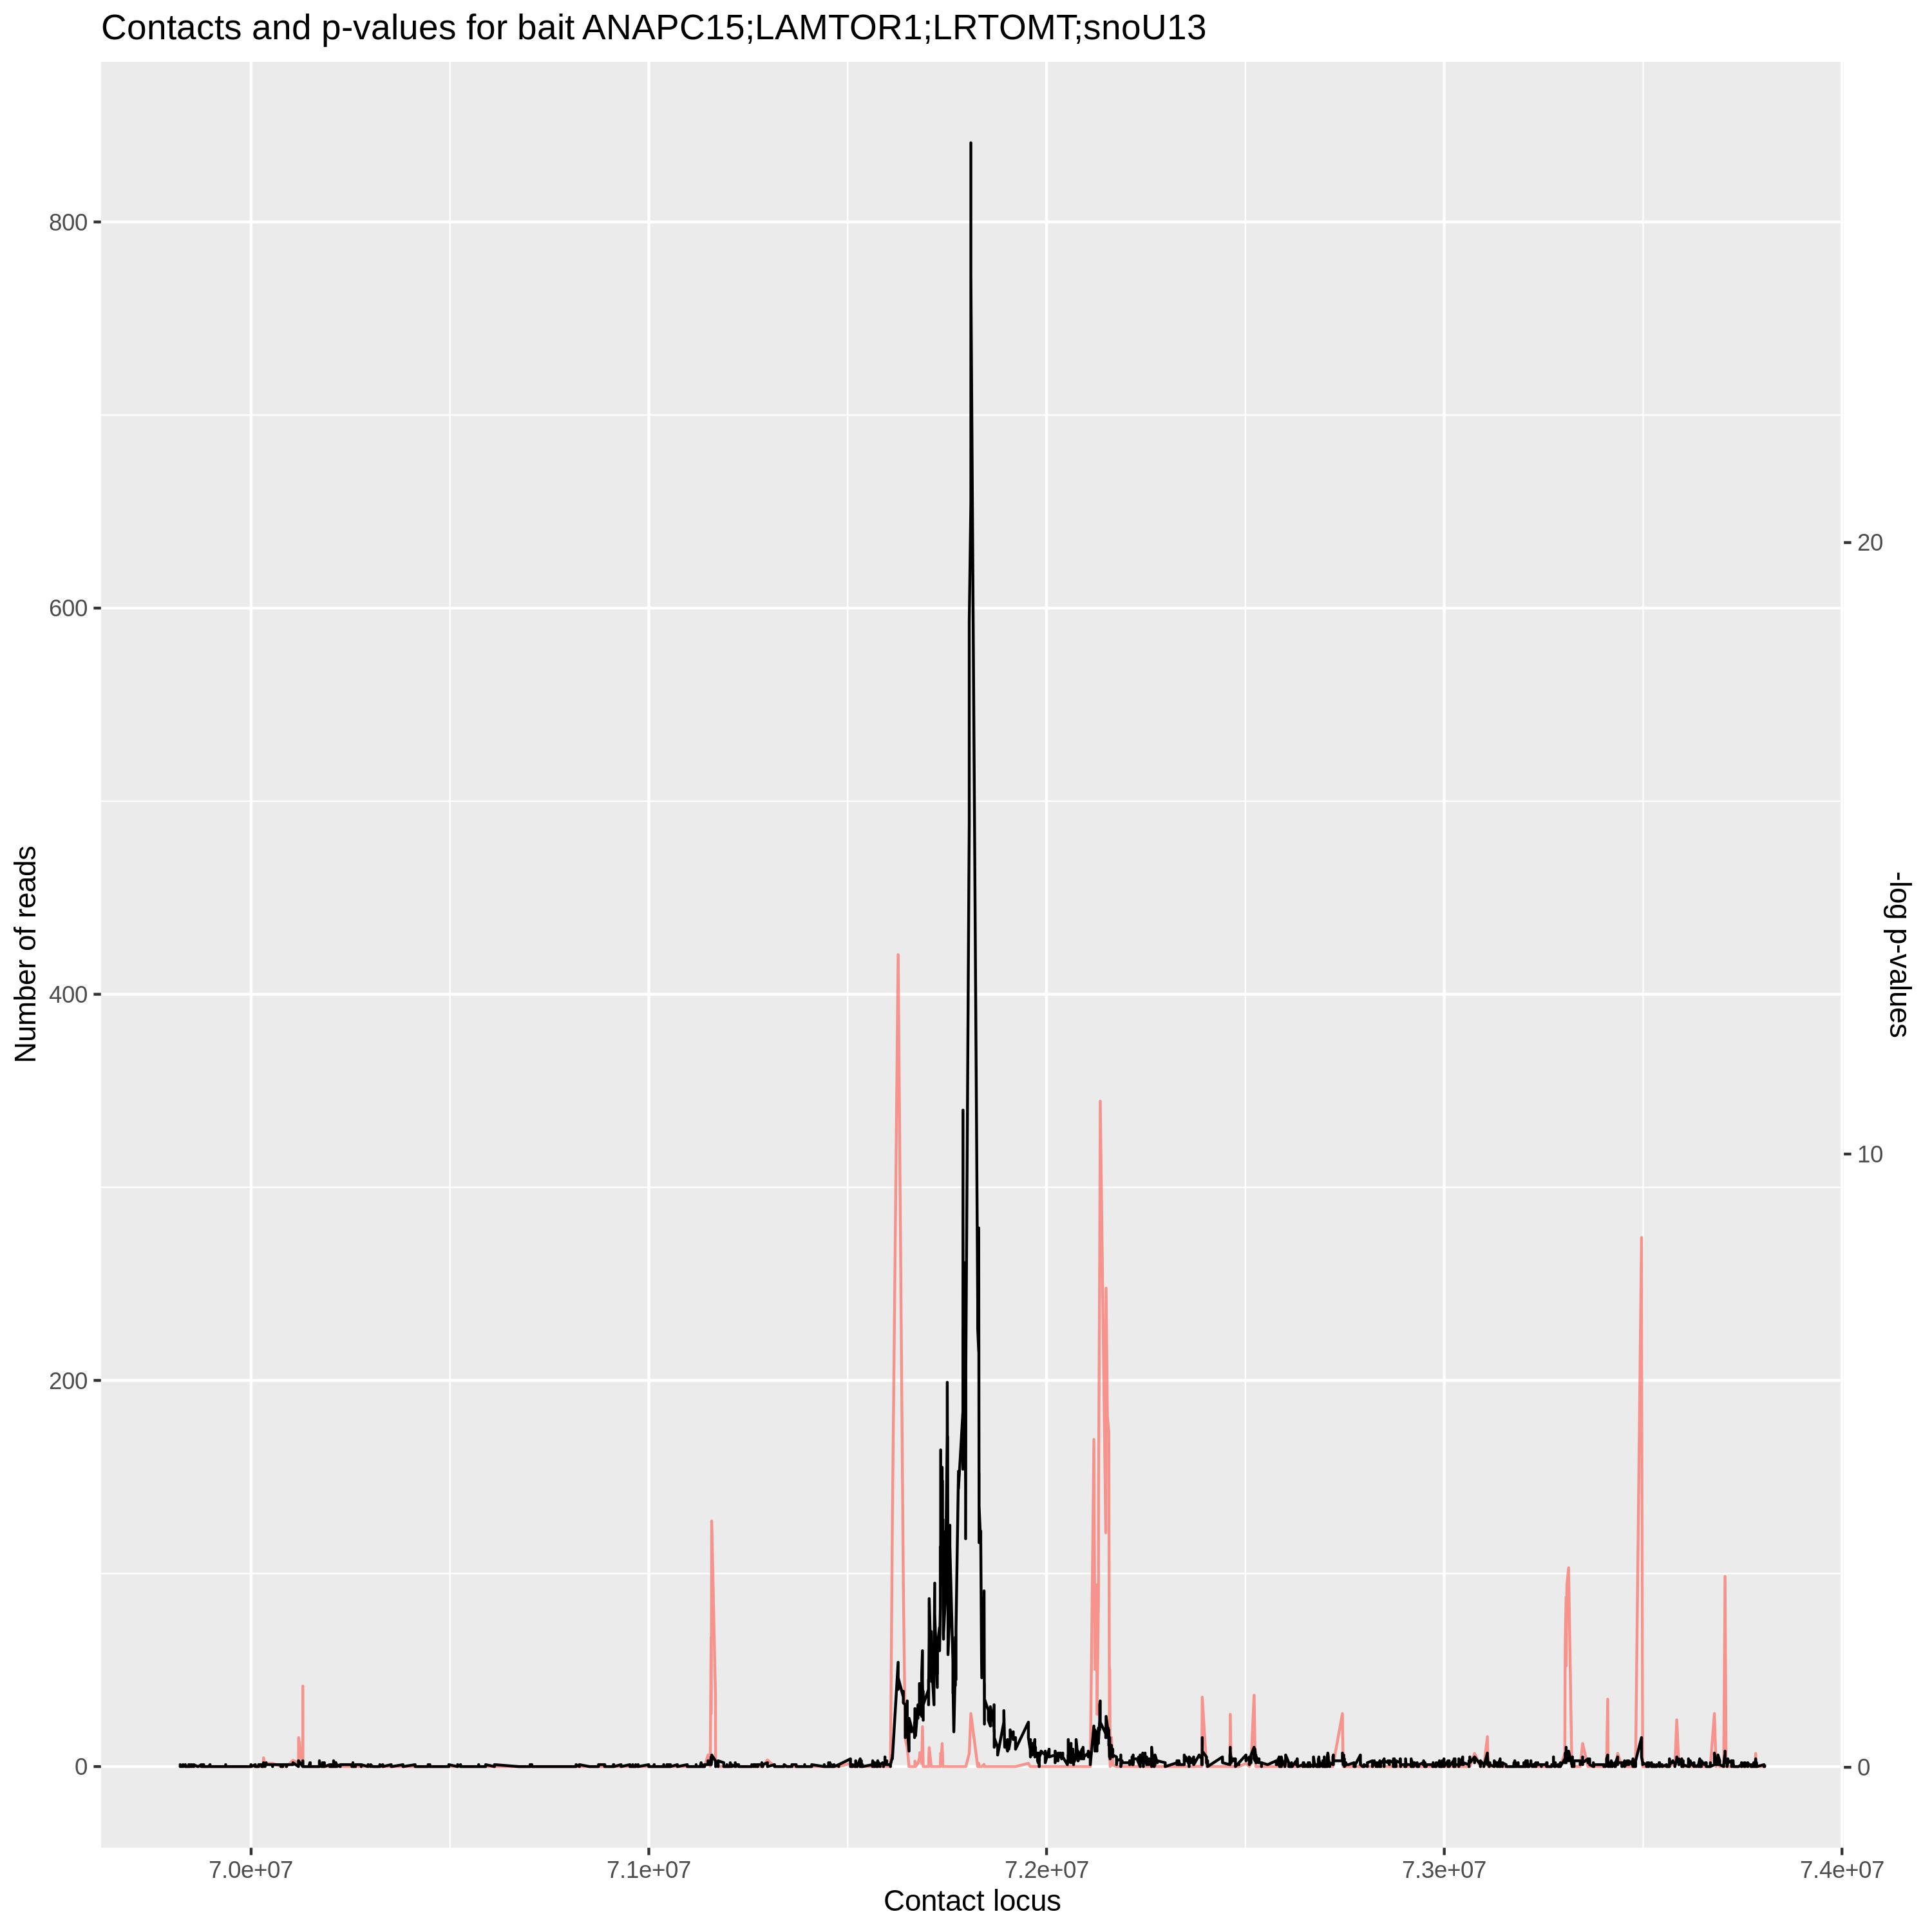 Contacts and p-values for bait ANAPC15;LAMTOR1;LRTOMT;snoU13
800
600
400
200
0
Number of reads
20
10
0
-log p-values
7.0e+07
7.1e+07
7.2e+07
7.3e+07
7.4e+07
Contact locus